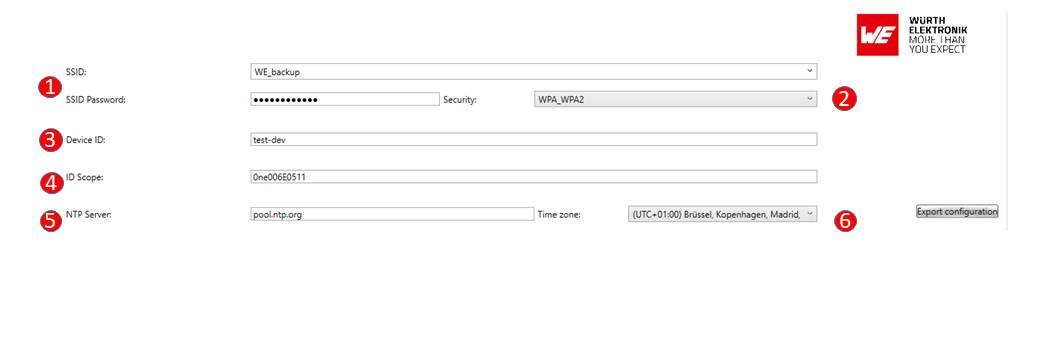 WÜRTH
ELEKTRONIK
MORE THAN
YOU EXPECT
WE
SSID:
WE_backup
1
SSID Password:
●●●●●●●●●●●●
Security:
WPA_WPA2
2
3
Device ID:
test-dev
4
ID Scope:
0ne006E0511
5
NTP Server:
pool.ntp.org
Time zone:
(UTC+01:00) Brüssel, Kopenhagen, Madrid,
6
Export configuration